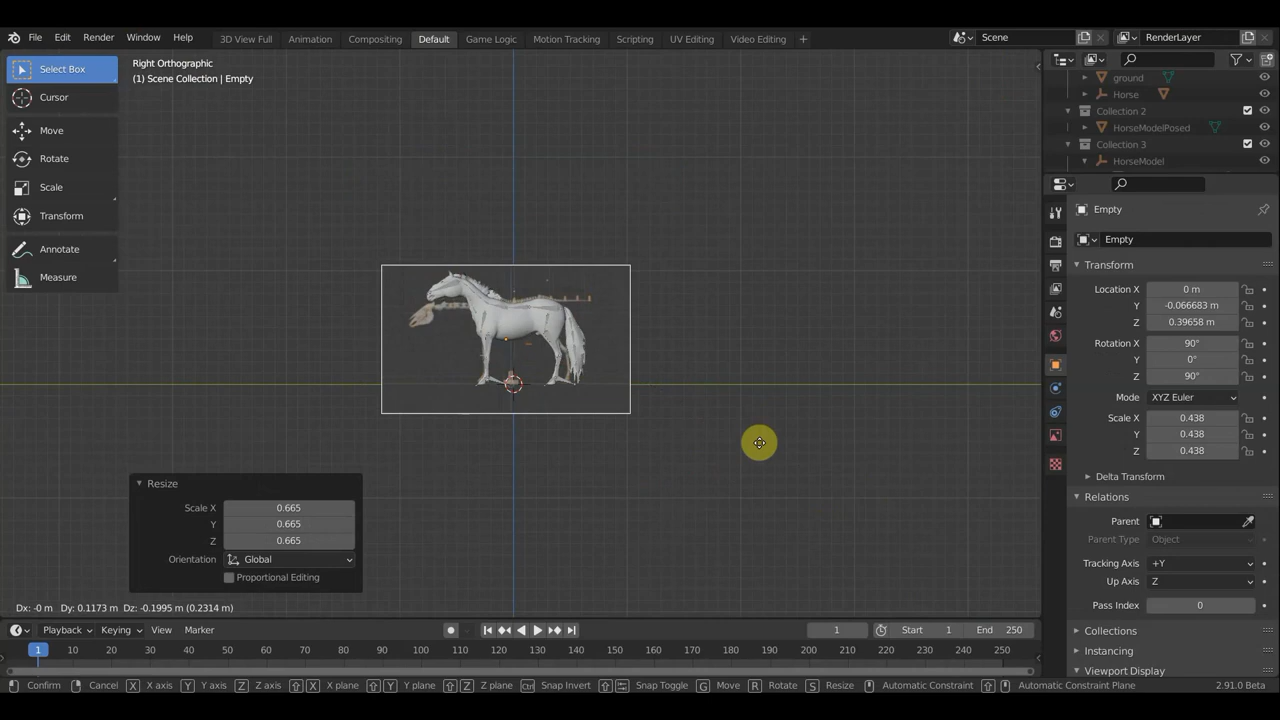 File Edit Render Window Help 3D View Full Animation Compositing Default Game Logic Motion Tracking Scripting UV Editing Video Editing + Scene RenderLayer
Select Box
Cursor
Move
Rotate
Scale
Transform
Annotate
Measure
Right Orthographic
(1) Scene Collection | Empty
ground
Horse
Collection 2
HorseModelPosed
Collection 3
HorseModel
Empty
Empty
Transform
Location X 0 m
Y -0.066683 m
Z 0.39658 m
Rotation X 90°
Y 0°
Z 90°
Mode XYZ Euler
Scale X 0.438
Y 0.438
Z 0.438
Delta Transform
Relations
Parent
Parent Type Object
Tracking Axis +Y
Up Axis Z
Pass Index 0
Collections
Instancing
Viewport Display
Resize
Scale X 0.665
Y 0.665
Z 0.665
Orientation Global
Proportional Editing
Dx: -0 m Dy: 0.1173 m Dz: -0.1995 m (0.2314 m)
Playback Keying View Marker 1 Start 1 End 250
1 10 20 30 40 50 60 70 80 90 100 110 120 130 140 150 160 170 180 190 200 210 220 230 240 250
Confirm Cancel X X axis Y Y axis Z Z axis X X plane Y Y plane Z Z plane Ctrl Snap Invert Snap Toggle G Move R Rotate S Resize Automatic Constraint Automatic Constraint Plane 2.91.0 Beta